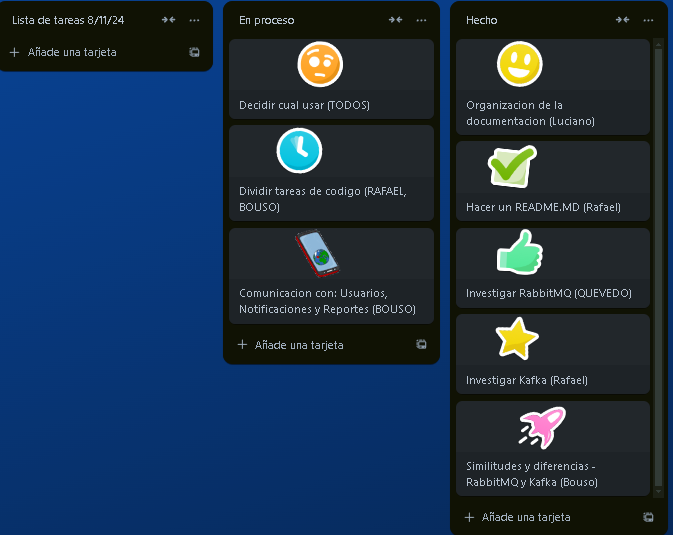 Lista de tareas 8/11/24
Añade una tarjeta
En proceso
Decidir cual usar (TODOS)
Dividir tareas de codigo (RAFAEL,
BOUSO)
Comunicacion con: Usuarios,
Notificaciones y Reportes (BOUSO)
Añade una tarjeta
Hecho
Organizacion de la
documentacion (Luciano)
Hacer un README.MD (Rafael)
Investigar RabbitMQ (QUEVEDO)
Investigar Kafka (Rafael)
Similitudes y diferencias -
RabbitMQ y Kafka (Bouso)
Añade una tarjeta